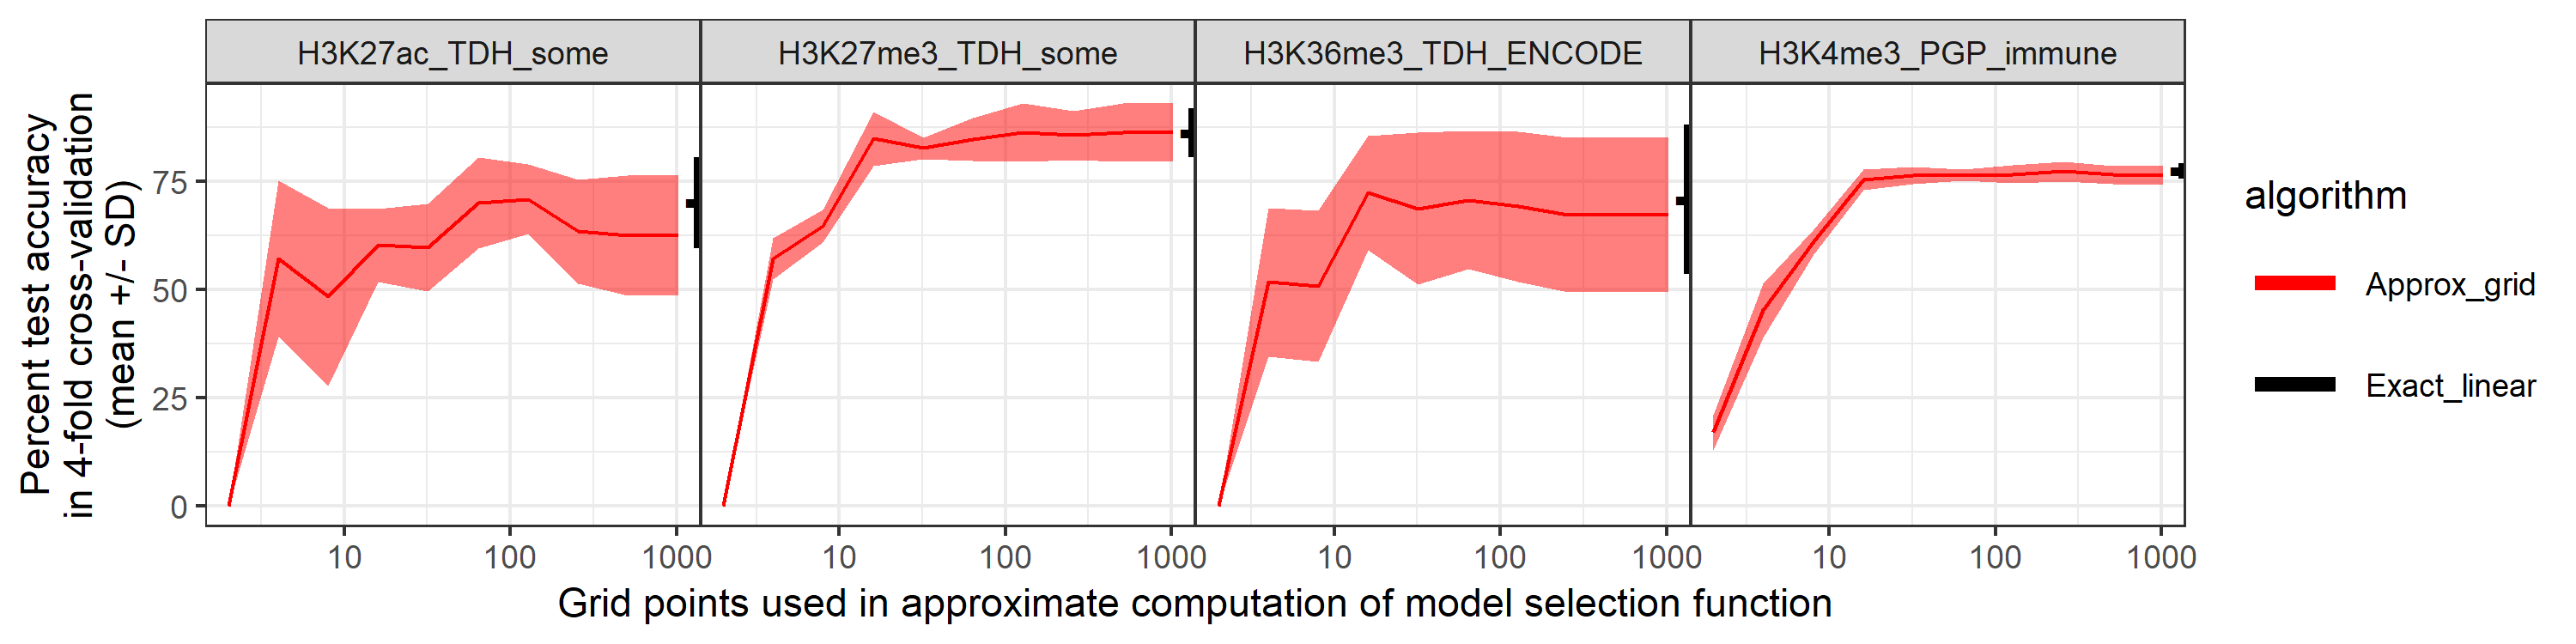 H3K27ac_TDH_some
H3K27me3_TDH_some
H3K36me3_TDH_ENCODE
H3K4me3_PGP_immune
Percent test accuracy
in 4-fold cross-validation
(mean +/- SD)
75
50
25
0
10 100 1000
10 100 1000
10 100 1000
10 100 1000
Grid points used in approximate computation of model selection function
algorithm
Approx_grid
Exact_linear